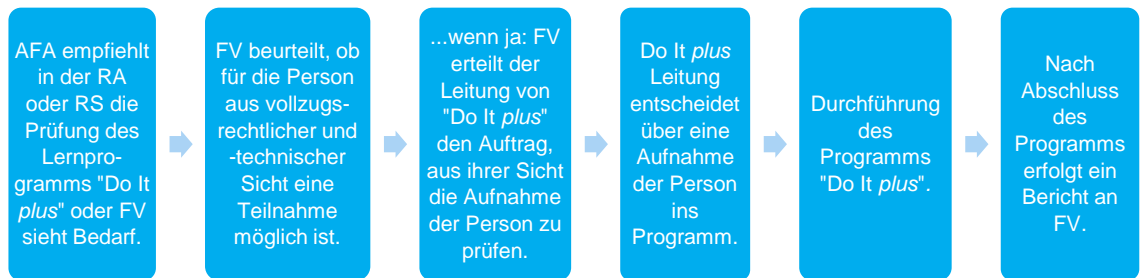 AFA empfiehlt
in der RA
oder RS die
Prüfung des
Lernpro-
gramms "Do It
plus" oder FV
sieht Bedarf.
FV beurteilt, ob
für die Person
aus vollzugs-
rechtlicher und
-technischer
Sicht eine
Teilnahme
möglich ist.
...wenn ja: FV
erteilt der
Leitung von
"Do It plus"
den Auftrag,
aus ihrer Sicht
die Aufnahme
der Person zu
prüfen.
Do It plus
Leitung
entscheidet
über eine
Aufnahme
der Person
ins
Programm.
Durchführung
des
Programms
"Do It plus".
Nach
Abschluss
des
Programms
erfolgt ein
Bericht an
FV.